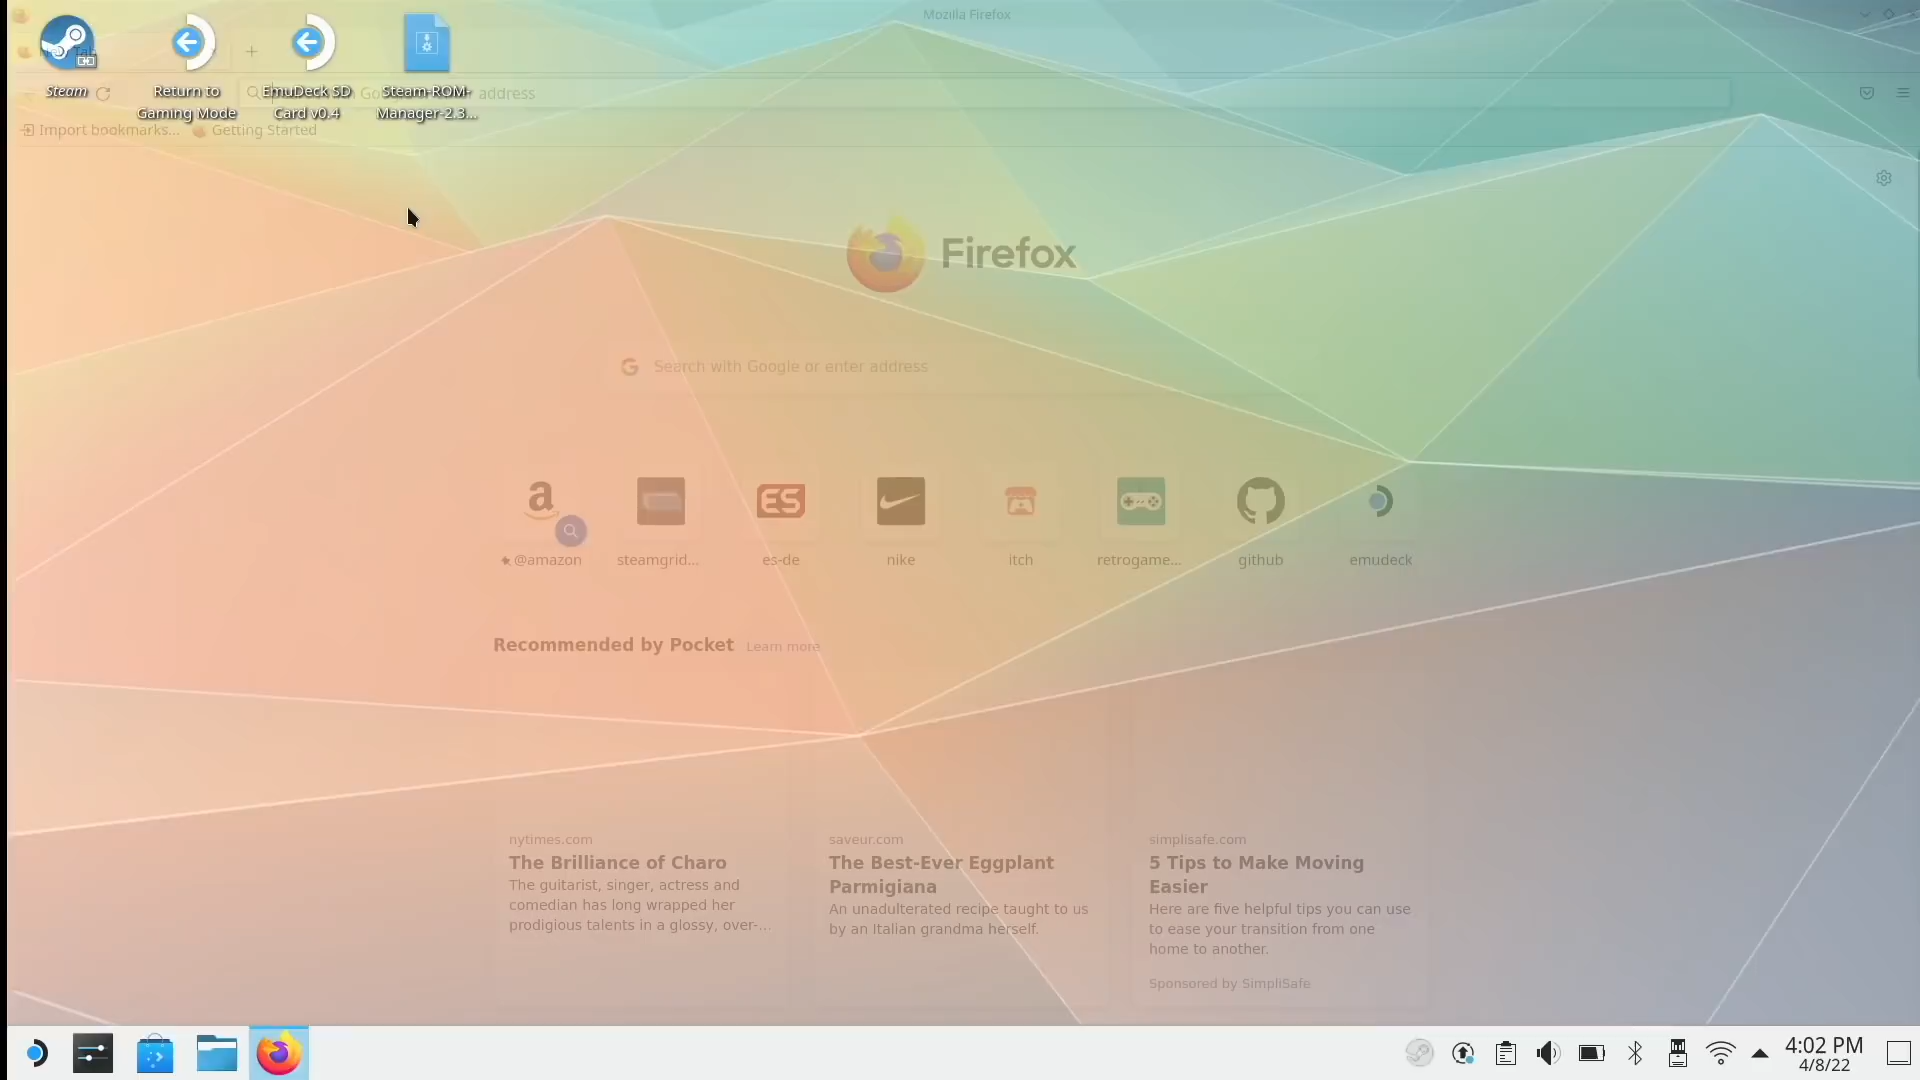 Mozilla Firefox
Steam
Return to
Gaming Mode
EmuDeck SD
Card v0.4
Steam-ROM-
Manager-2.3...
address
Import bookmarks...
Getting Started
Firefox
Search with Google or enter address
@amazon
steamgrid...
es-de
nike
itch
retrogame...
github
emudeck
Recommended by Pocket Learn more
nytimes.com
The Brilliance of Charo
The guitarist, singer, actress and
comedian has long wrapped her
prodigious talents in a glossy, over-...
saveur.com
The Best-Ever Eggplant
Parmigiana
An unadulterated recipe taught to us
by an Italian grandma herself.
simplisafe.com
5 Tips to Make Moving
Easier
Here are five helpful tips you can use
to ease your transition from one
home to another.
Sponsored by SimpliSafe
4:02 PM
4/8/22